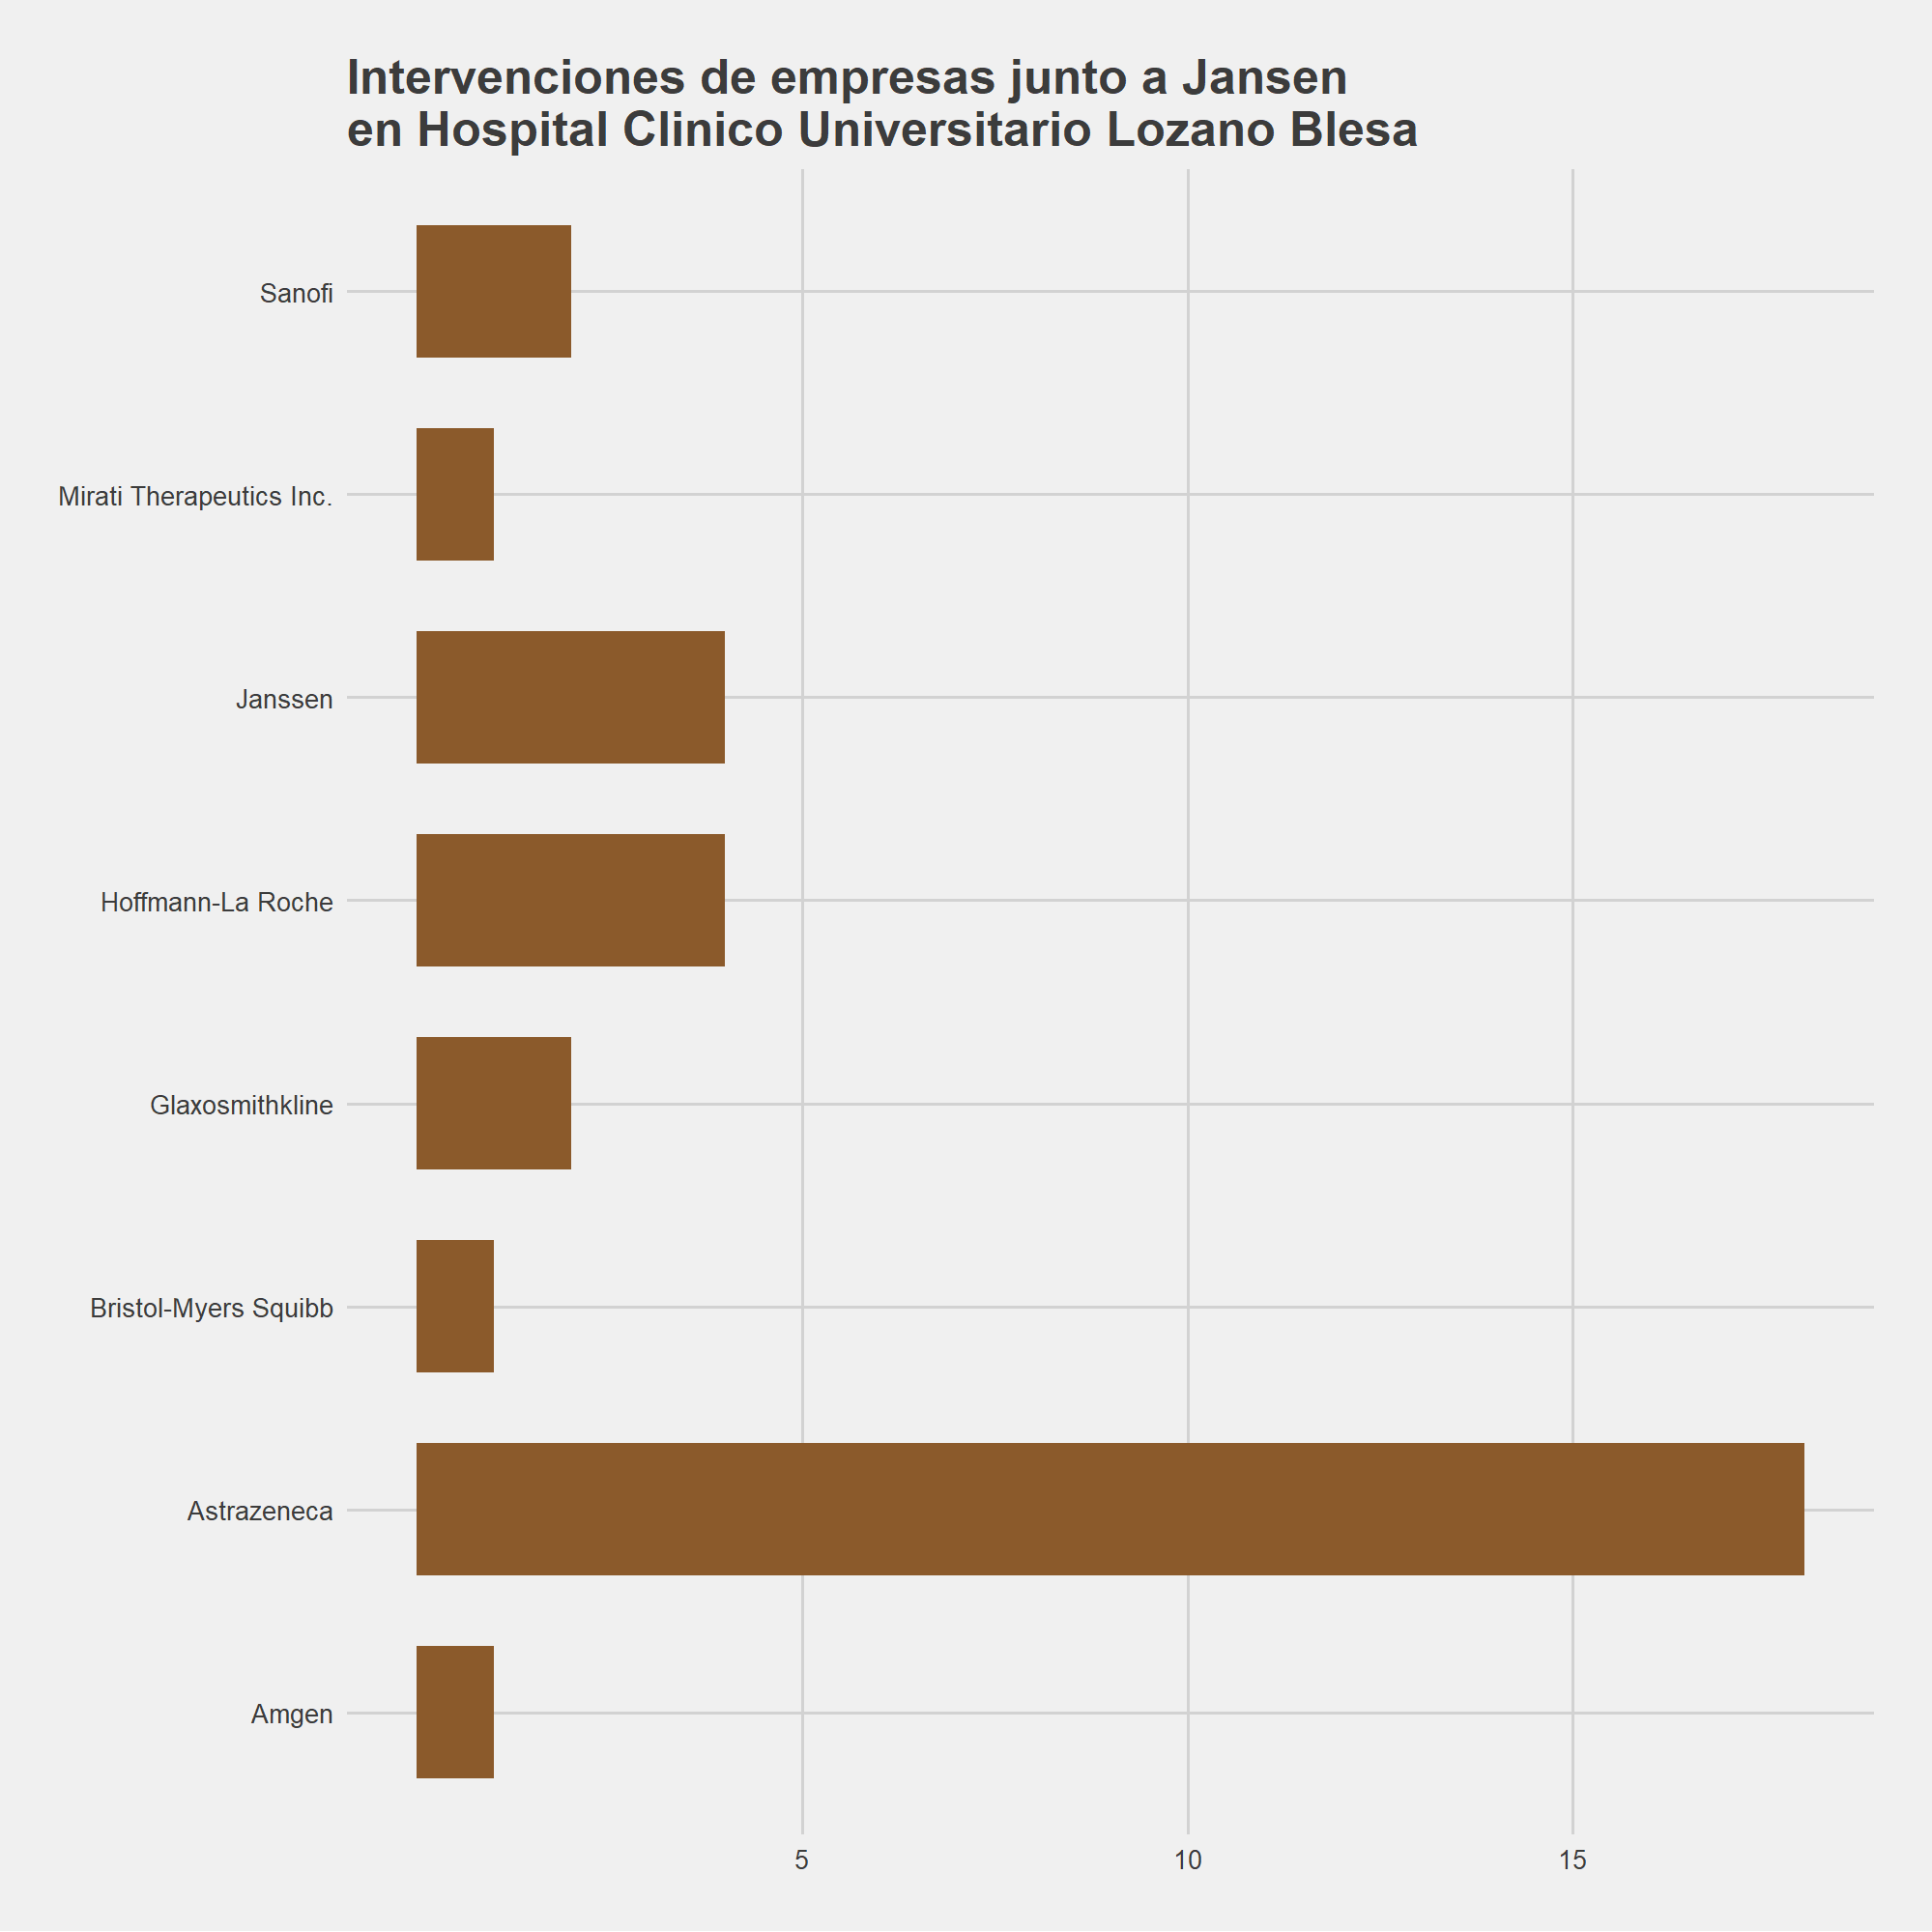 Intervenciones de empresas junto a Jansen
en Hospital Clinico Universitario Lozano Blesa
Sanofi
Mirati Therapeutics Inc.
Janssen
Hoffmann-La Roche
Glaxosmithkline
Bristol-Myers Squibb
Astrazeneca
Amgen
5 10 15